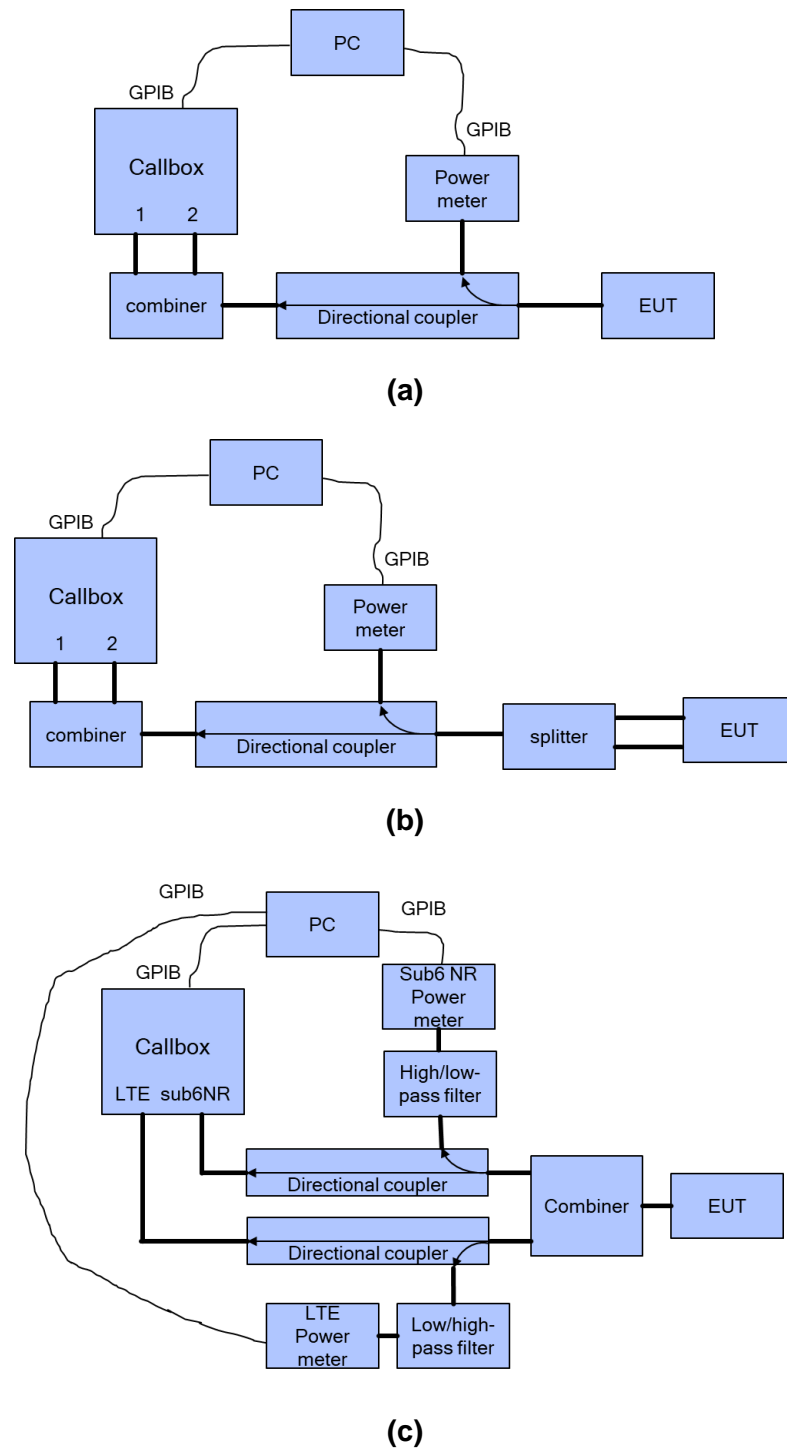 PC
GPIB
GPIB
Callbox
1 2
Power
meter
combiner
Directional coupler
EUT
(a)
PC
GPIB
GPIB
Callbox
1 2
Power
meter
combiner
Directional coupler
splitter
EUT
(b)
GPIB
PC
GPIB
GPIB
Sub6 NR
Power
meter
Callbox
LTE sub6NR
High/low-
pass filter
Directional coupler
Combiner
EUT
Directional coupler
LTE
Power
meter
Low/high-
pass filter
(c)